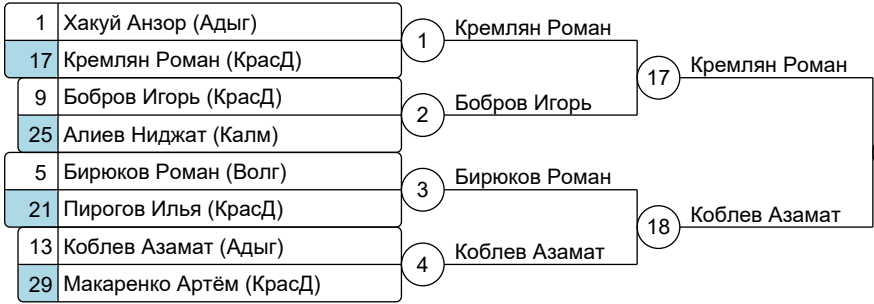 1 Хакуй Анзор (Адыг)
1 Кремлян Роман
17 Кремлян Роман (КрасД)
17 Кремлян Роман
9 Бобров Игорь (КрасД)
2 Бобров Игорь
25 Алиев Ниджат (Калм)
5 Бирюков Роман (Волг)
3 Бирюков Роман
21 Пирогов Илья (КрасД)
18 Коблев Азамат
13 Коблев Азамат (Адыг)
4 Коблев Азамат
29 Макаренко Артём (КрасД)